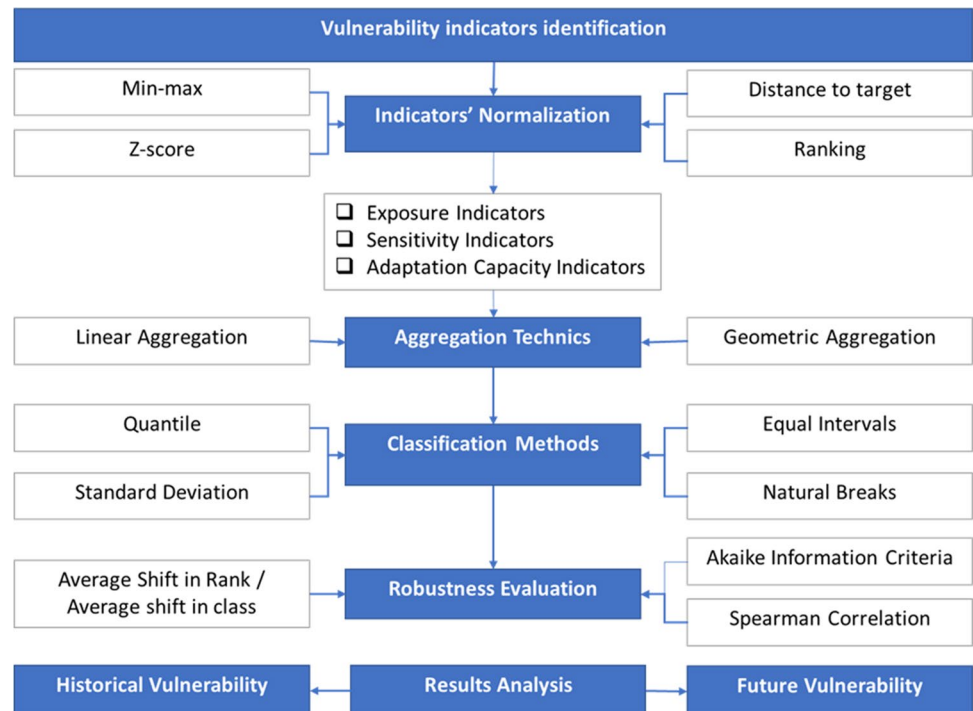 Vulnerability indicators identification
Min-max
Distance to target
Indicators' Normalization
Z-score
Ranking
Exposure Indicators
Sensitivity Indicators
Adaptation Capacity Indicators
Linear Aggregation
Aggregation Technics
Geometric Aggregation
Quantile
Equal Intervals
Classification Methods
Standard Deviation
Natural Breaks
Average Shift in Rank /
Average shift in class
Robustness Evaluation
Akaike Information Criteria
Spearman Correlation
Historical Vulnerability
Results Analysis
Future Vulnerability